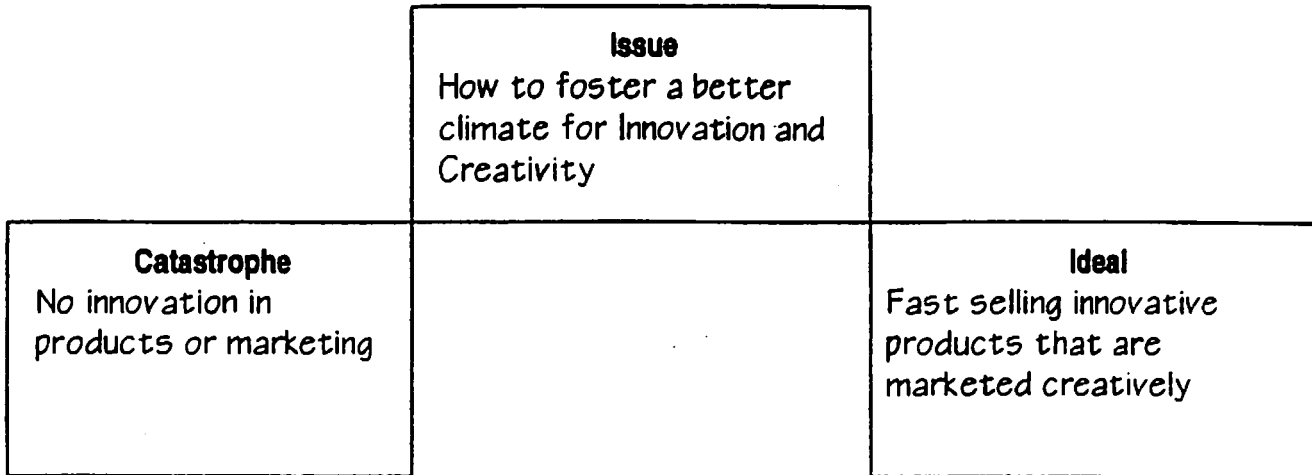 Issue
How to foster a better
climate for Innovation and
Creativity
Catastrophe
No innovation in
products or marketing
Ideal
Fast selling innovative
products that are
marketed creatively